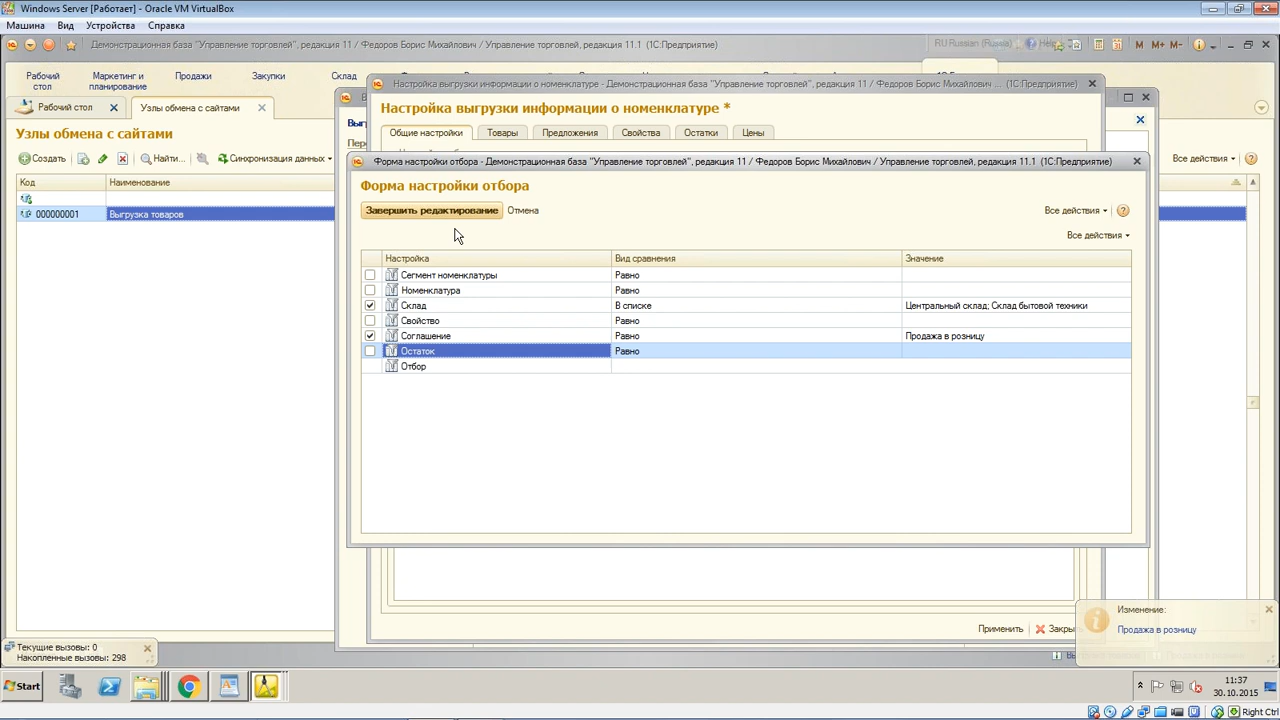 Windows Server [Работает] - Oracle VM VirtualBox
Машина Вид Устройства Справка
Демонстрационная база "Управление торговлей", редакция 11 / Федоров Борис Михайлович / Управление торговлей, редакция 11.1 (1С:Предприятие)
RU Russian (Russia) Help
M M+ M-
Рабочий стол
Маркетинг и планирование
Продажи
Закупки
Склад
Рабочий стол
Узлы обмена с сайтами
Настройка выгрузки информации о номенклатуре - Демонстрационная база "Управление торговлей", редакция 11 / Федоров Борис Михайлович ... (1С:Предприятие)
Настройка выгрузки информации о номенклатуре *
Общие настройки Товары Предложения Свойства Остатки Цены
Узлы обмена с сайтами
Создать Найти... Синхронизация данных
Все действия
Код Наименование
000000001 Выгрузка товаров
Форма настройки отбора - Демонстрационная база "Управление торговлей", редакция 11 / Федоров Борис Михайлович / Управление торговлей, редакция 11.1 (1С:Предприятие)
Форма настройки отбора
Завершить редактирование Отмена
Все действия
Все действия
Настройка Вид сравнения Значение
Сегмент номенклатуры Равно
Номенклатура Равно
Склад В списке Центральный склад; Склад бытовой техники
Свойство Равно
Соглашение Равно Продажа в розницу
Остаток Равно
Отбор
Применить Закры
Изменение:
Продажа в розницу
Текущие вызовы: 0
Накопленные вызовы: 298
Start
11:37
30.10.2015
Right Ctrl